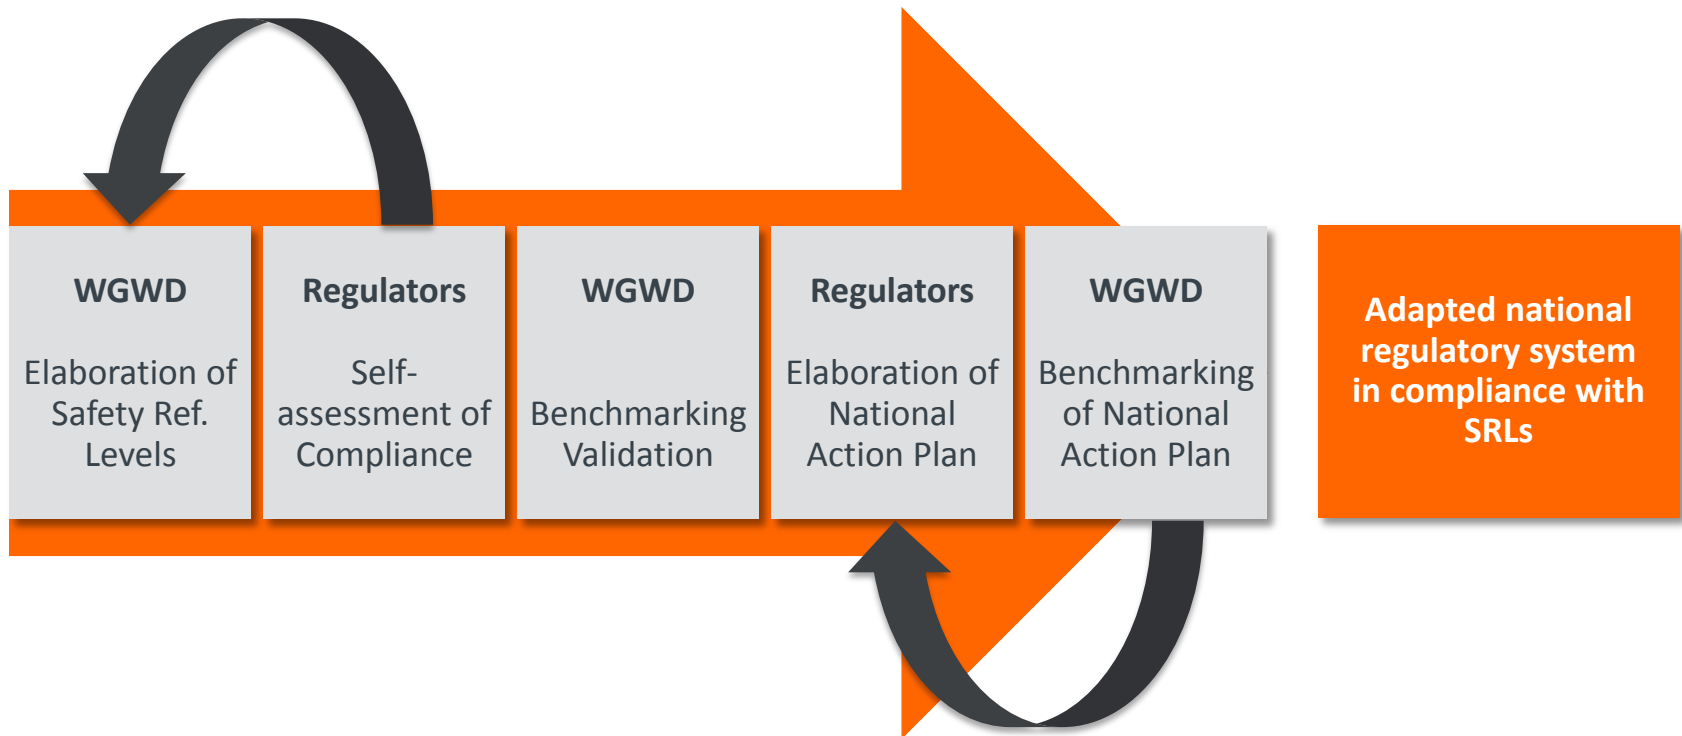 WGWD
Elaboration of
Safety Ref.
Levels
Regulators
Self-
assessment of
Compliance
WGWD
Benchmarking
Validation
Regulators
Elaboration of
National
Action Plan
WGWD
Benchmarking
of National
Action Plan
Adapted national
regulatory system
in compliance with
SRLs